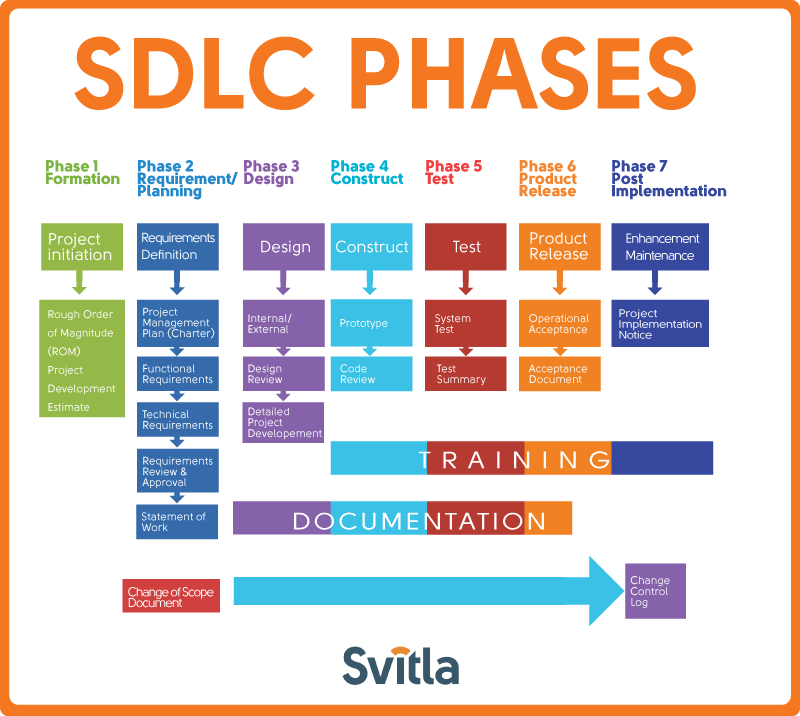 SDLC PHASES
Phase 1
Formation
Phase 2
Requirement/
Planning
Phase 3
Design
Phase 4
Construct
Phase 5
Test
Phase 6
Product
Release
Phase 7
Post
Implementation
Project
initiation
Requirements
Definition
Design
Construct
Test
Product
Release
Enhancement
Maintenance
Rough Order
of Magnitude
(ROM)
Project
Development
Estimate
Project
Management
Plan (Charter)
Functional
Requirements
Technical
Requirements
Requirements
Review &
Approval
Statement of
Work
Internal/
External
Design
Review
Detailed
Project
Developement
Prototype
Code
Review
System
Test
Test
Summary
Operational
Acceptance
Acceptance
Document
Project
Implementation
Notice
TRAINING
DOCUMENTATION
Change of Scope
Document
Change
Control
Log
Svitla